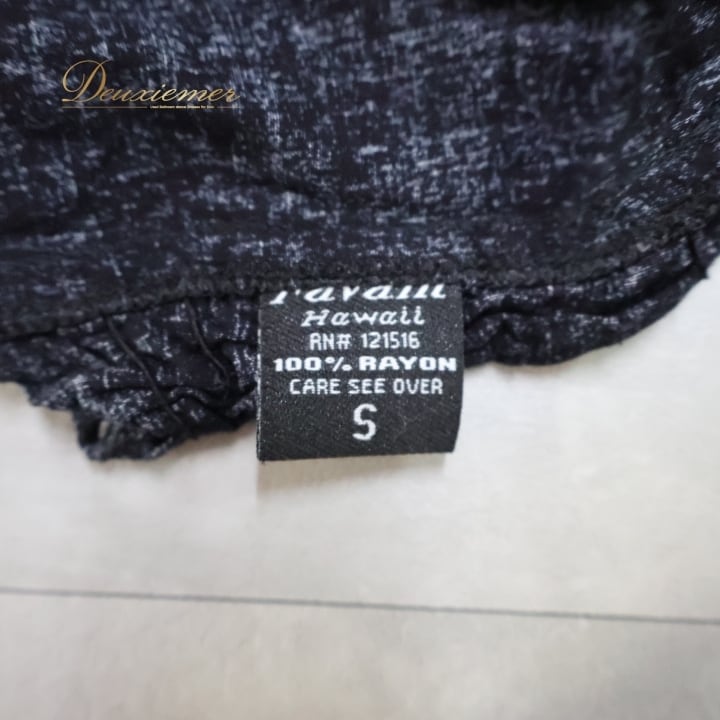 Deuxiemer
Hawaii
RN# 121516
100% RAYON
CARE SEE OVER
S